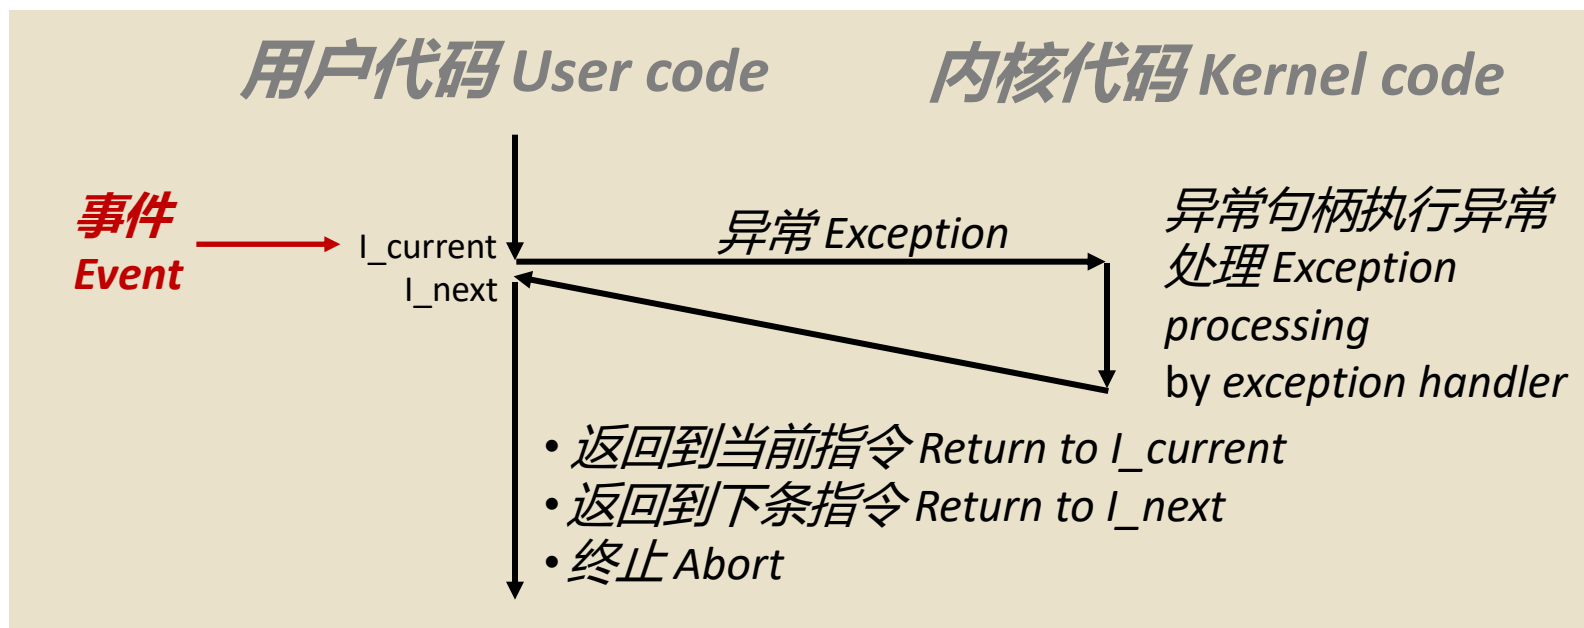 用户代码 User code
内核代码 Kernel code
事件
Event
I_current
I_next
异常 Exception
异常句柄执行异常
处理 Exception
processing
by exception handler
• 返回到当前指令 Return to I_current
• 返回到下条指令 Return to I_next
• 终止 Abort